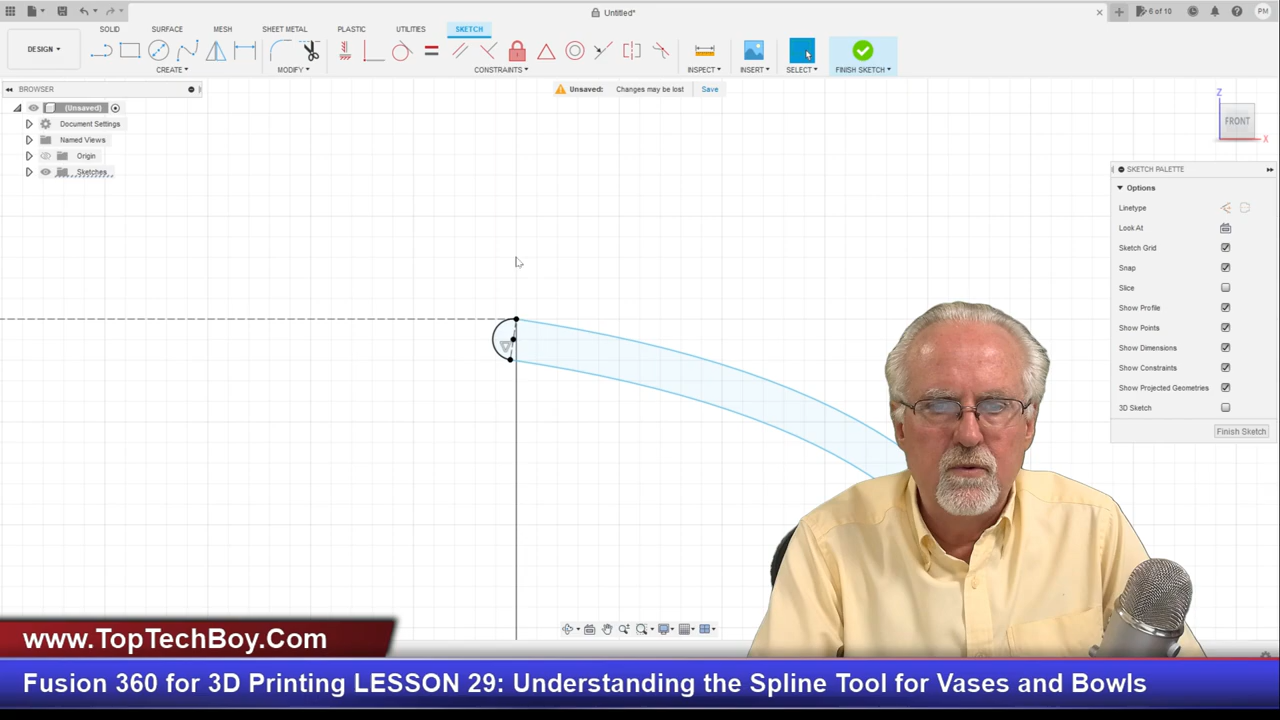 Untitled*
6 of 10
PM
DESIGN
SOLID
SURFACE
MESH
SHEET METAL
PLASTIC
UTILITIES
SKETCH
CREATE
MODIFY
CONSTRAINTS
INSPECT
INSERT
SELECT
FINISH SKETCH
BROWSER
Unsaved: Changes may be lost Save
(Unsaved)
Document Settings
Named Views
Origin
Sketches
Z
FRONT
X
SKETCH PALETTE
Options
Linetype
Look At
Sketch Grid
Snap
Slice
Show Profile
Show Points
Show Dimensions
Show Constraints
Show Projected Geometries
3D Sketch
Finish Sketch
www.TopTechBoy.Com
Fusion 360 for 3D Printing LESSON 29: Understanding the Spline Tool for Vases and Bowls